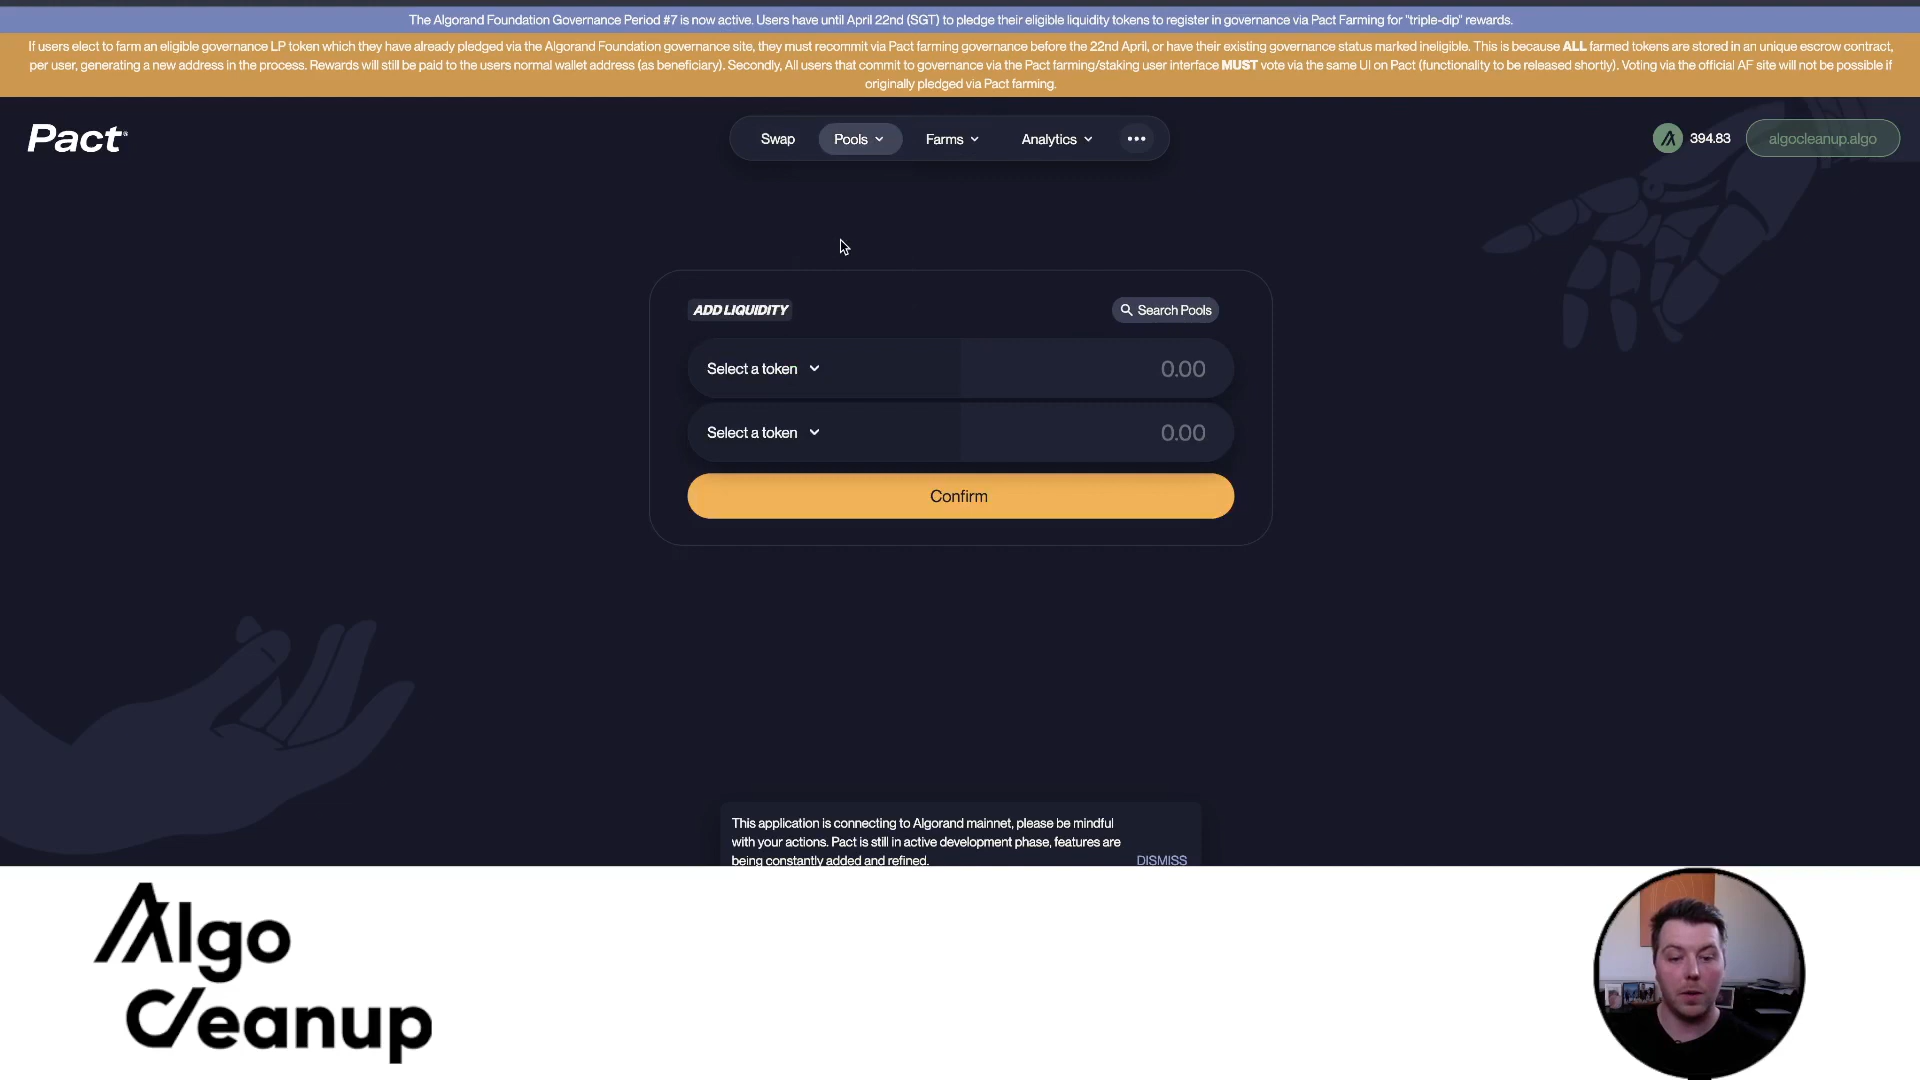 The Algorand Foundation Governance Period #7 is now active. Users have until April 22nd (SGT) to pledge their eligible liquidity tokens to register in governance via Pact Farming for "triple-dip" rewards.
If users elect to farm an eligible governance LP token which they have already pledged via the Algorand Foundation governance site, they must recommit via Pact farming governance before the 22nd April, or have their existing governance status marked ineligible. This is because ALL farmed tokens are stored in an unique escrow contract,
per user, generating a new address in the process. Rewards will still be paid to the users normal wallet address (as beneficiary). Secondly, All users that commit to governance via the Pact farming/staking user interface MUST vote via the same UI on Pact (functionality to be released shortly). Voting via the official AF site will not be possible if
originally pledged via Pact farming.
Pact
Swap Pools Farms Analytics
394.83 algocleanup.algo
ADD LIQUIDITY Search Pools
Select a token 0.00
Select a token 0.00
Confirm
This application is connecting to Algorand mainnet, please be mindful
with your actions. Pact is still in active development phase, features are
being constantly added and refined. DISMISS
Algo
Cleanup